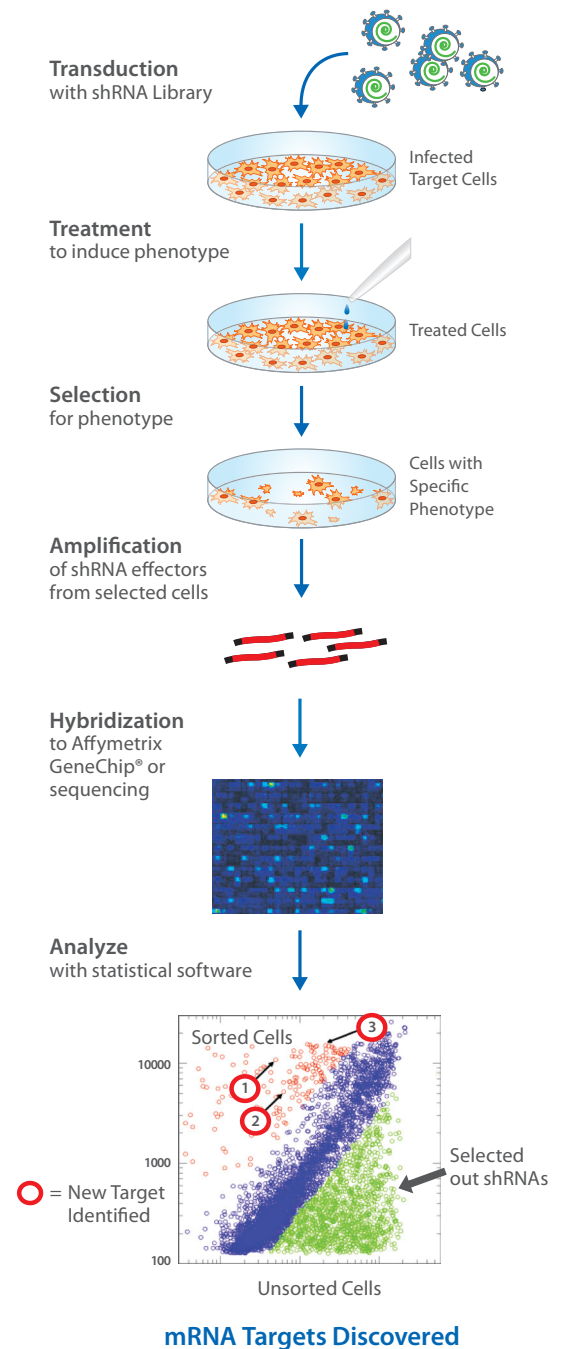 Transduction
with shRNA Library
Infected
Target Cells
Treatment
to induce phenotype
Treated Cells
Selection
for phenotype
Cells with
Specific
Phenotype
Amplification
of shRNA effectors
from selected cells
Hybridization
to Affymetrix
GeneChip® or
sequencing
Analyze
with statistical software
Sorted Cells
3
10000
1
2
1000
Selected
out shRNAs
= New Target
Identified
100
Unsorted Cells
mRNA Targets Discovered